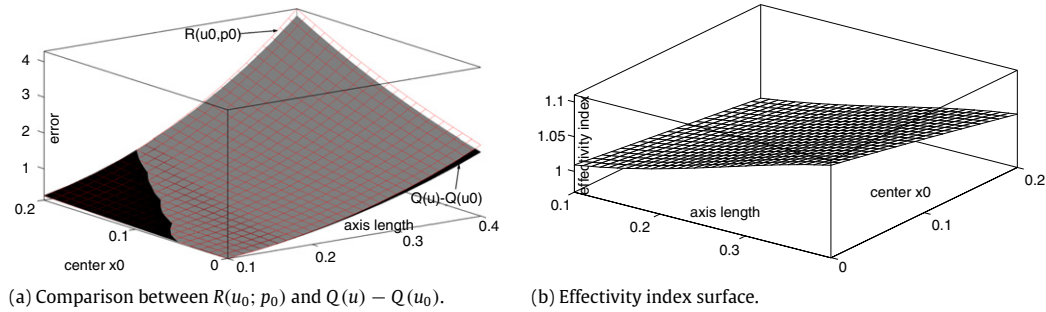 R(u0,p0)
4
3
2
1
error
0.2
0.1
0
center x0
0.1
0.2
0.3
0.4
axis length
Q(u)-Q(u0)
(a) Comparison between R(u₀; p₀) and Q(u) − Q(u₀).
1.1
1.05
1
effectivity index
0.1
0.2
0.3
axis length
0
0.1
0.2
center x0
(b) Effectivity index surface.